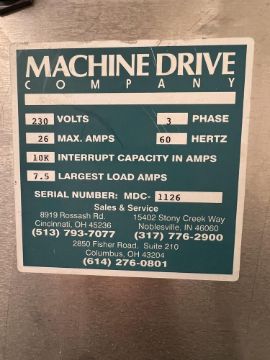 MACHINE DRIVE
COMPANY
230 VOLTS 3 PHASE
26 MAX. AMPS 60 HERTZ
10K INTERRUPT CAPACITY IN AMPS
7.5 LARGEST LOAD AMPS
SERIAL NUMBER: MDC- 1126
Sales & Service
8919 Rossash Rd. 15402 Stony Creek Way
Cincinnati, OH 45236 Noblesville, IN 46060
(513) 793-7077 (317) 776-2900
2850 Fisher Road. Suite 210
Columbus, OH 43204
(614) 276-0801